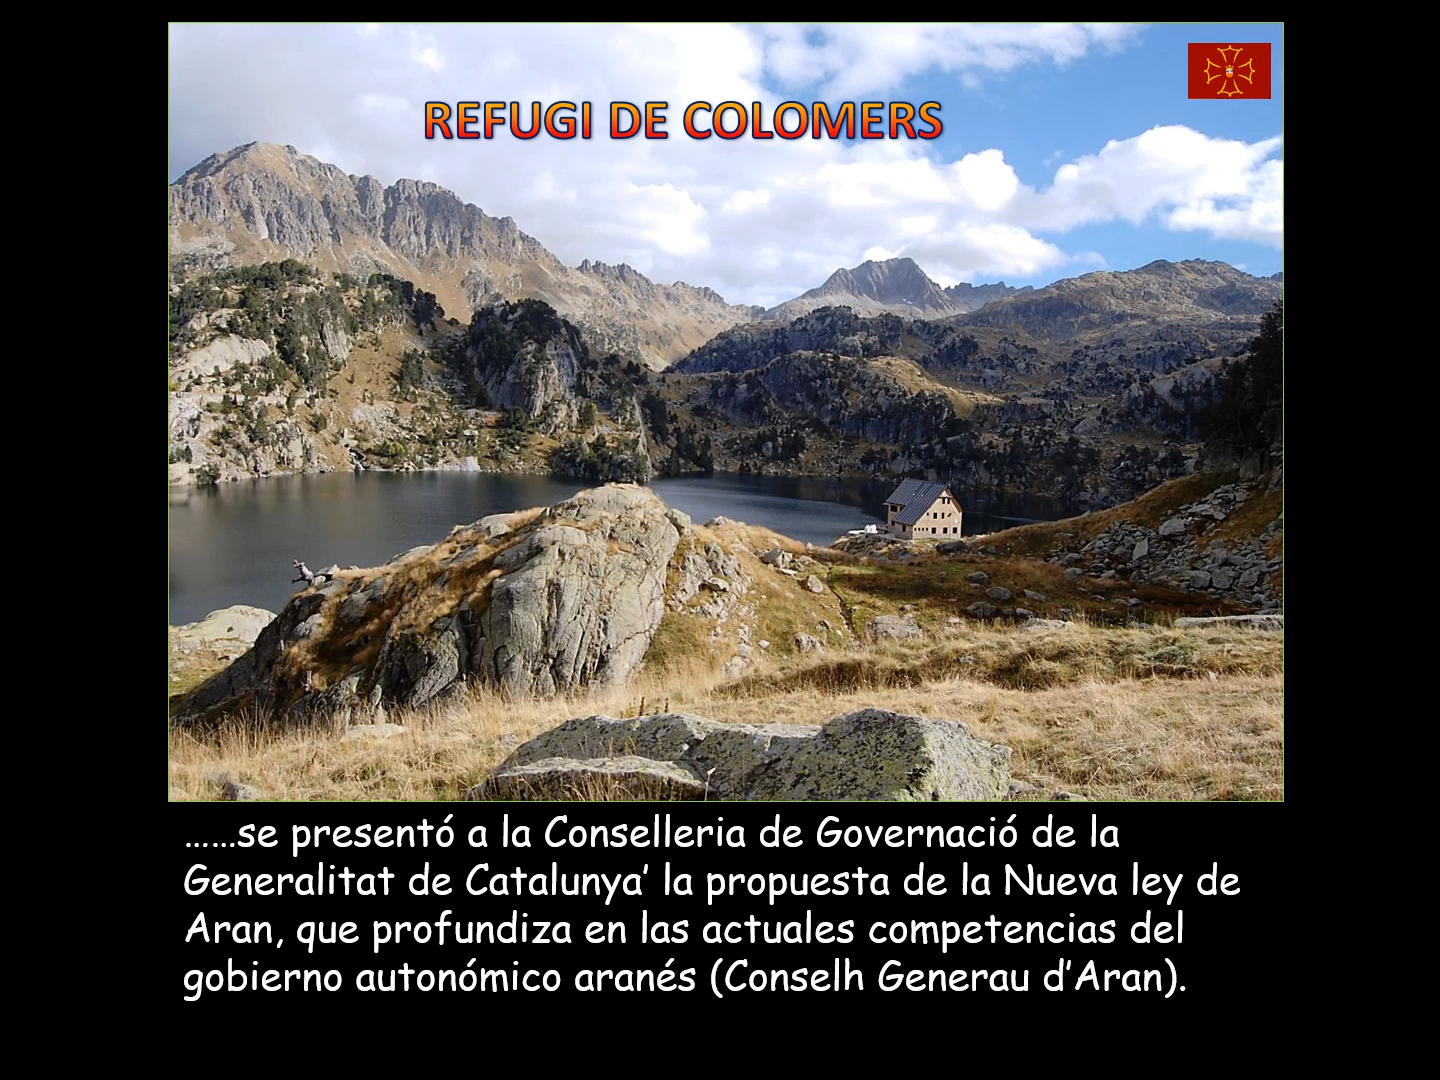 REFUGI DE COLOMERS
……se presentó a la Conselleria de Governació de la
Generalitat de Catalunya’ la propuesta de la Nueva ley de
Aran, que profundiza en las actuales competencias del
gobierno autonómico aranés (Conselh Generau d’Aran).